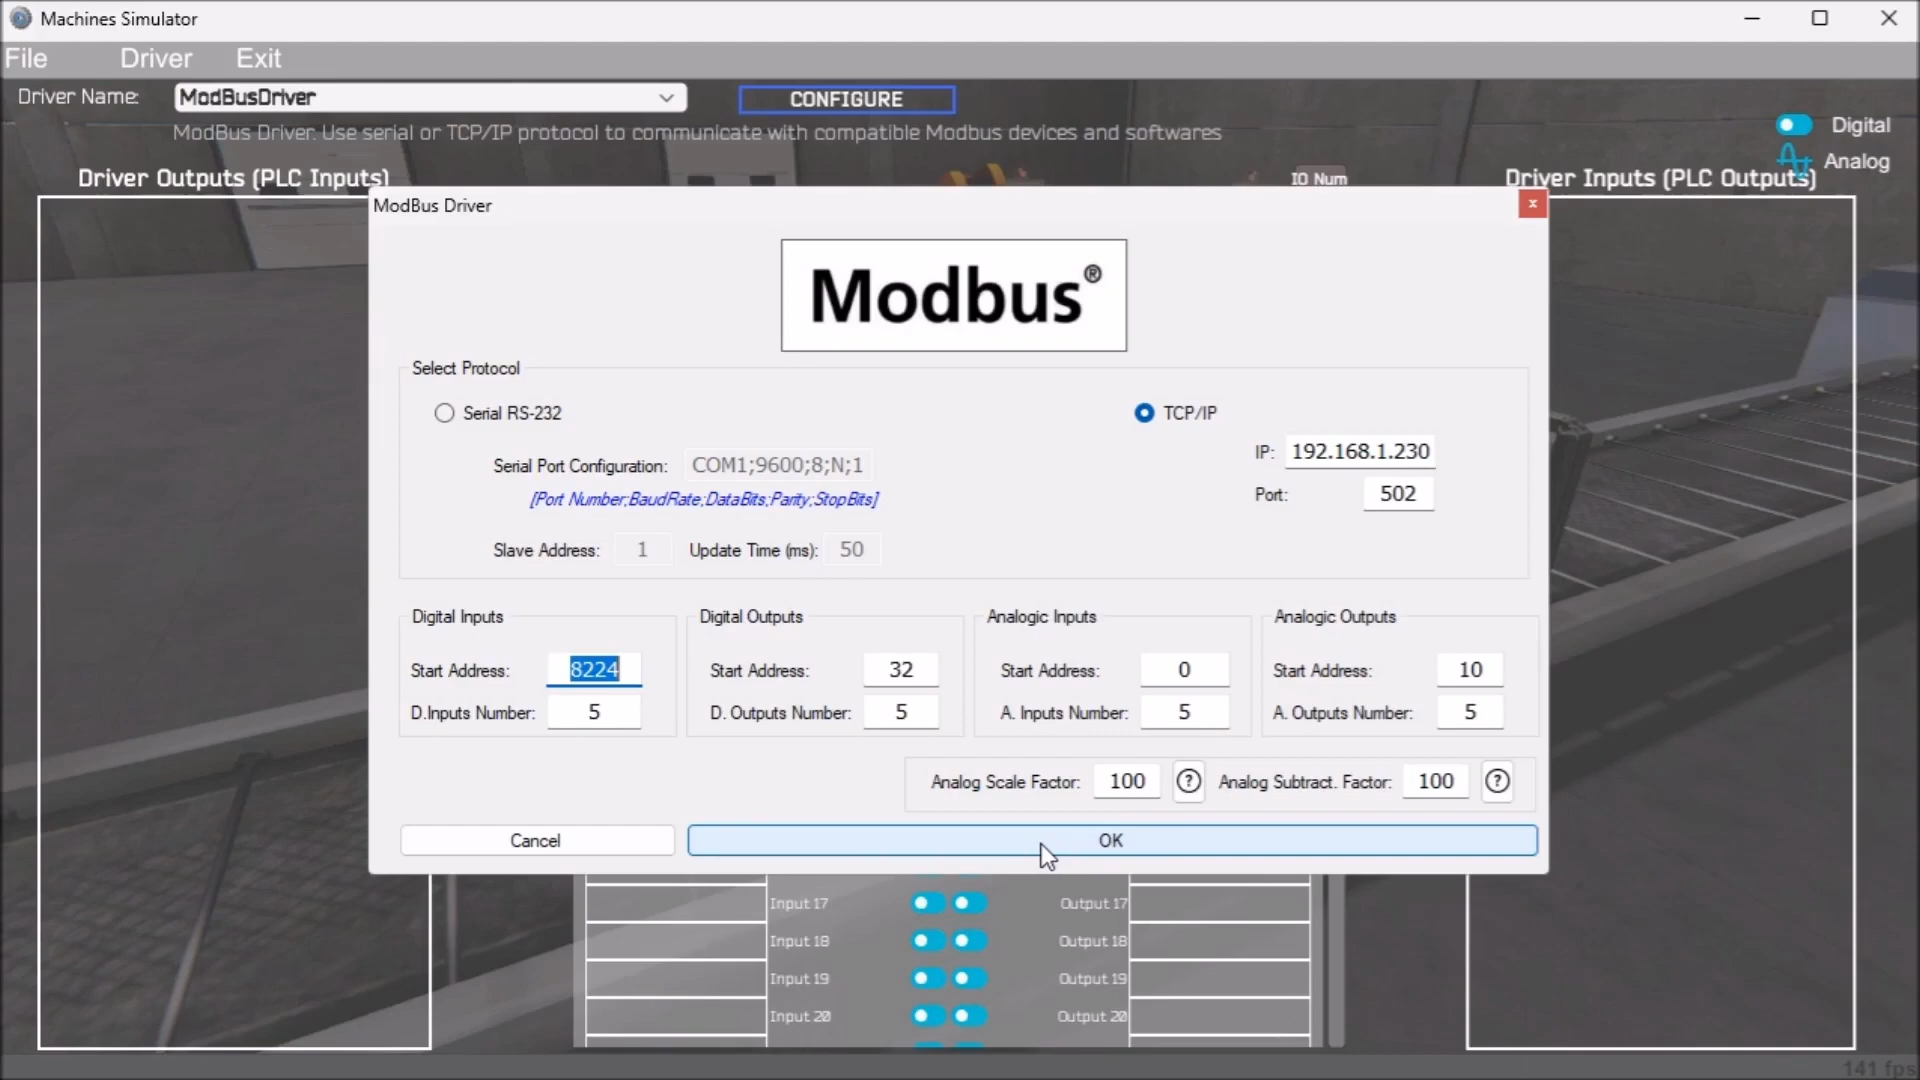 Machines Simulator
File Driver Exit
Driver Name: ModBusDriver CONFIGURE
ModBus Driver. Use serial or TCP/IP protocol to communicate with compatible Modbus devices and softwares
Digital
Analog
Driver Outputs (PLC Inputs) IO Num Driver Inputs (PLC Outputs)
ModBus Driver x
Modbus®
Select Protocol
Serial RS-232 TCP/IP
Serial Port Configuration: COM1;9600;8;N;1 IP: 192.168.1.230
[Port Number;BaudRate;DataBits;Parity;StopBits] Port: 502
Slave Address: 1 Update Time (ms): 50
Digital Inputs Digital Outputs Analogic Inputs Analogic Outputs
Start Address: 8224 Start Address: 32 Start Address: 0 Start Address: 10
D.Inputs Number: 5 D. Outputs Number: 5 A. Inputs Number: 5 A. Outputs Number: 5
Analog Scale Factor: 100 ? Analog Subtract. Factor: 100 ?
Cancel OK
Input 17 Output 17
Input 18 Output 18
Input 19 Output 19
Input 20 Output 20
141 fps